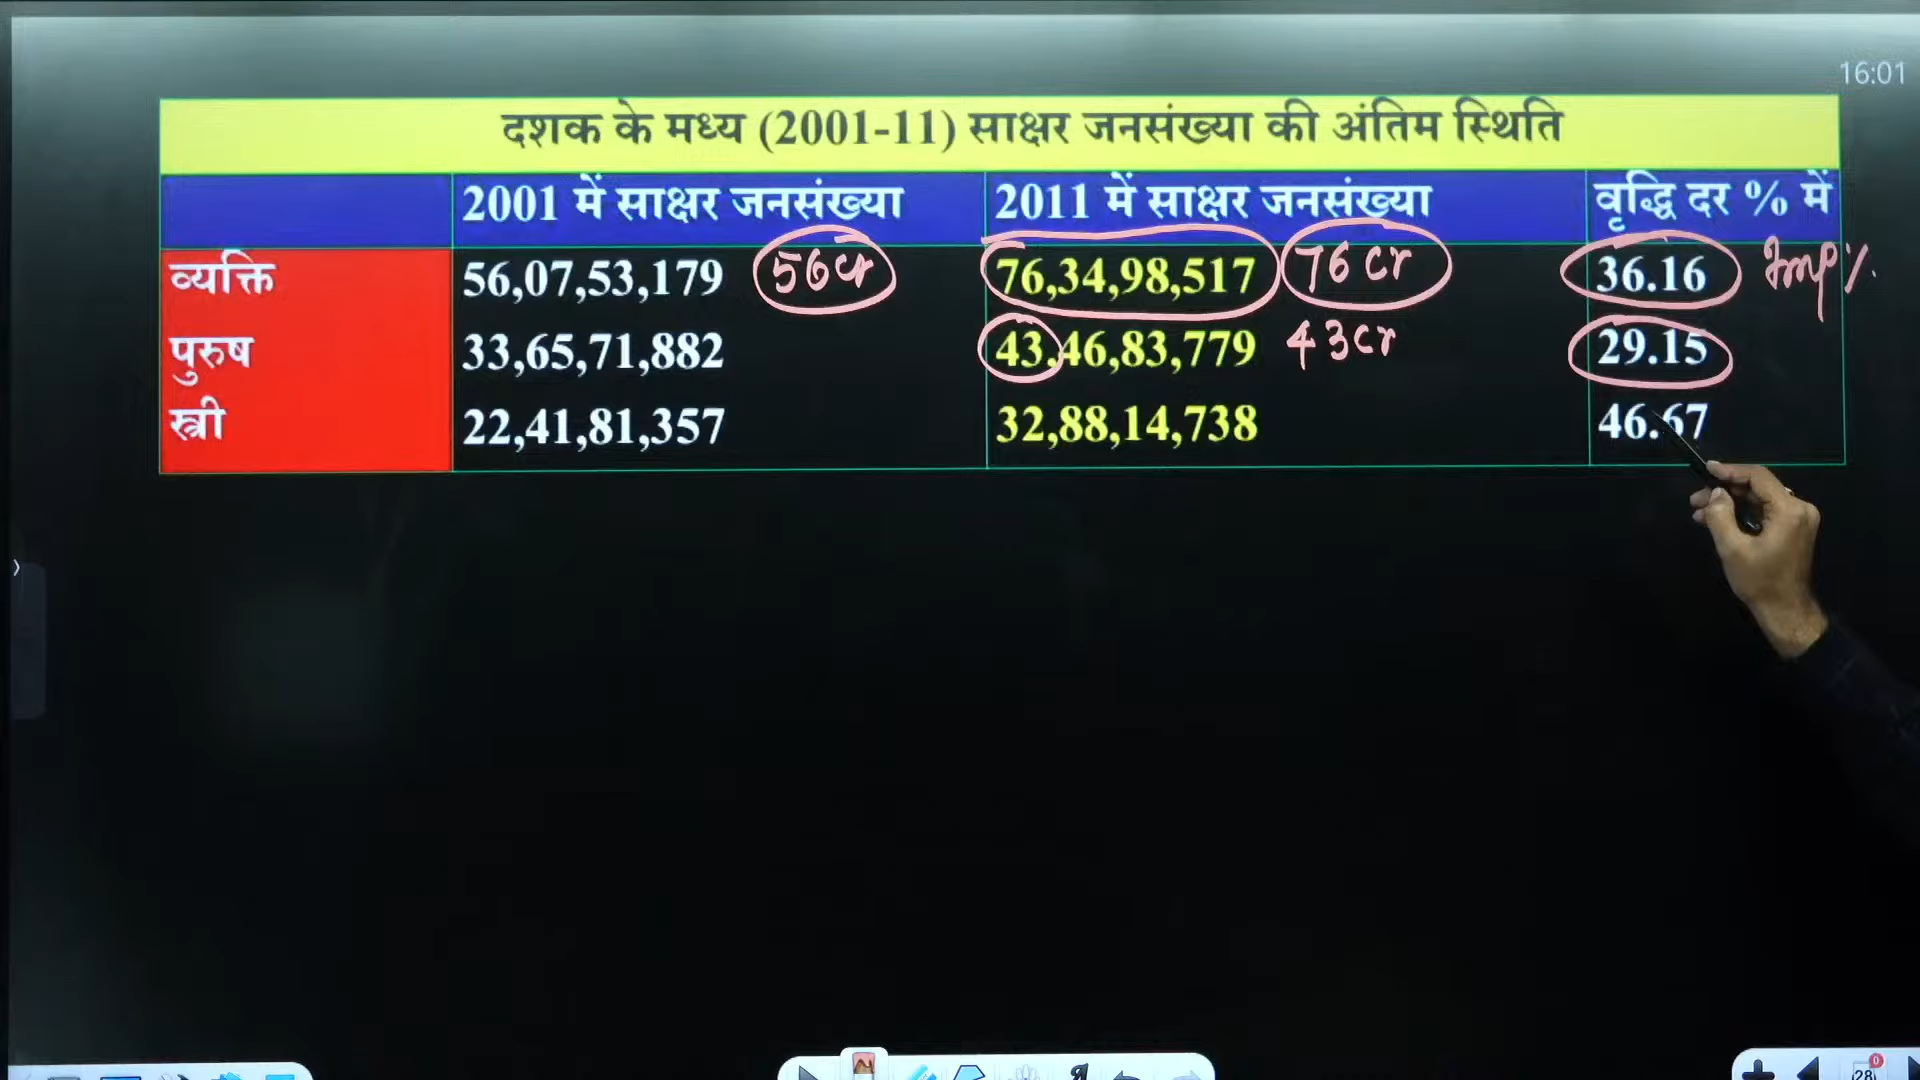 16:01
दशक के मध्य (2001-11) साक्षर जनसंख्या की अंतिम स्थिति
2001 में साक्षर जनसंख्या 2011 में साक्षर जनसंख्या वृद्धि दर % में
व्यक्ति 56,07,53,179 56cr 76,34,98,517 76 cr 36.16 Imp%
पुरुष 33,65,71,882 43.46,83,779 43cr 29.15
स्त्री 22,41,81,357 32,88,14,738 46.67
28 0